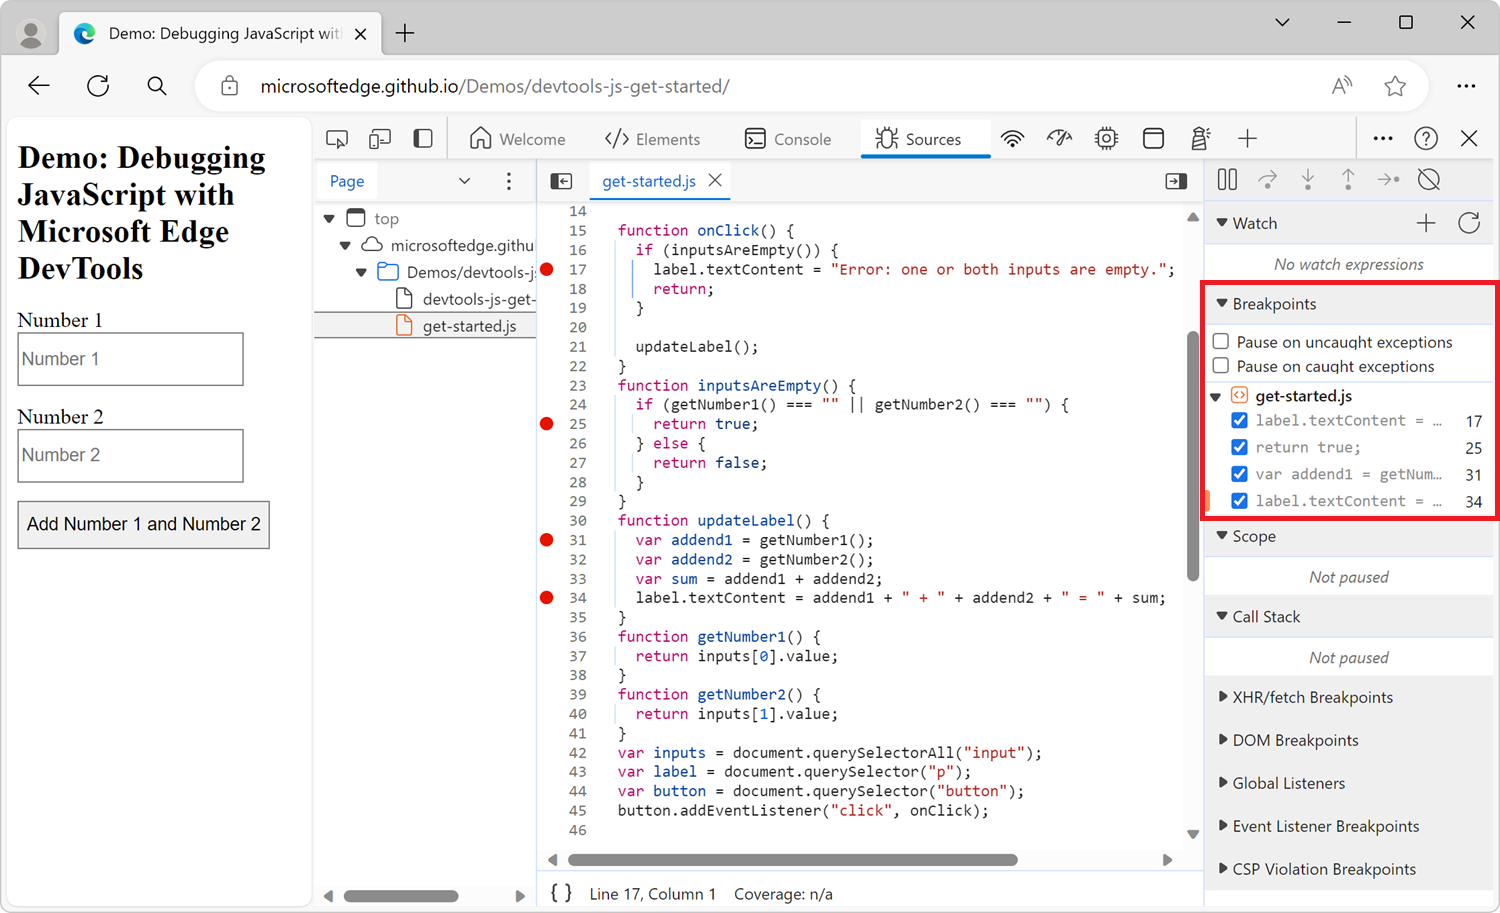 Demo: Debugging JavaScript wit
microsoftedge.github.io/Demos/devtools-js-get-started/
Demo: Debugging
JavaScript with
Microsoft Edge
DevTools
Number 1
Number 1
Number 2
Number 2
Add Number 1 and Number 2
Welcome
Elements
Console
Sources
Page
top
microsoftedge.githu
Demos/devtools-j
devtools-js-get-
get-started.js
get-started.js
14
15 function onClick() {
16 if (inputsAreEmpty()) {
17 label.textContent = "Error: one or both inputs are empty.";
18 return;
19 }
20
21 updateLabel();
22 }
23 function inputsAreEmpty() {
24 if (getNumber1() === "" || getNumber2() === "") {
25 return true;
26 } else {
27 return false;
28 }
29 }
30 function updateLabel() {
31 var addend1 = getNumber1();
32 var addend2 = getNumber2();
33 var sum = addend1 + addend2;
34 label.textContent = addend1 + " + " + addend2 + " = " + sum;
35 }
36 function getNumber1() {
37 return inputs[0].value;
38 }
39 function getNumber2() {
40 return inputs[1].value;
41 }
42 var inputs = document.querySelectorAll("input");
43 var label = document.querySelector("p");
44 var button = document.querySelector("button");
45 button.addEventListener("click", onClick);
46
{ } Line 17, Column 1 Coverage: n/a
Watch
No watch expressions
Breakpoints
Pause on uncaught exceptions
Pause on caught exceptions
get-started.js
label.textContent = … 17
return true; 25
var addend1 = getNum… 31
label.textContent = … 34
Scope
Not paused
Call Stack
Not paused
XHR/fetch Breakpoints
DOM Breakpoints
Global Listeners
Event Listener Breakpoints
CSP Violation Breakpoints